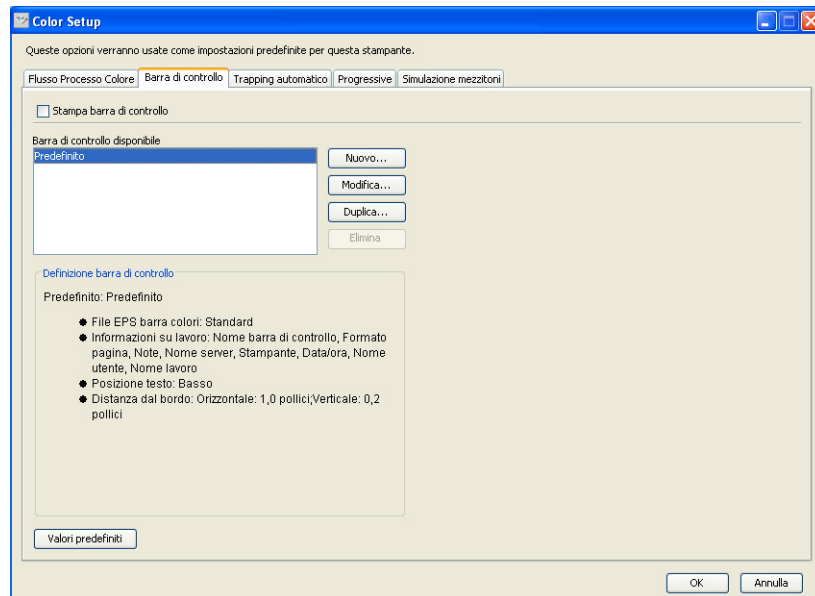 Color Setup
Queste opzioni verranno usate come impostazioni predefinite per questa stampante.
Flusso Processo Colore Barra di controllo Trapping automatico Progressive Simulazione mezzitoni
Stampa barra di controllo
Barra di controllo disponibile
Predefinito
Nuovo...
Modifica...
Duplica...
Elimina
Definizione barra di controllo
Predefinito: Predefinito
● File EPS barra colori: Standard
● Informazioni su lavoro: Nome barra di controllo, Formato
pagina, Note, Nome server, Stampante, Data/ora, Nome
utente, Nome lavoro
● Posizione testo: Basso
● Distanza dal bordo: Orizzontale: 1,0 pollici;Verticale: 0,2
pollici
Valori predefiniti
OK Annulla